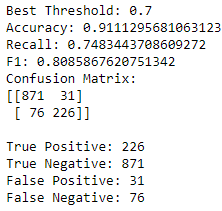 Best Threshold: 0.7
Accuracy: 0.9111295681063123
Recall: 0.7483443708609272
F1: 0.8085867620751342
Confusion Matrix:
[[871  31]
 [ 76 226]]

True Positive: 226
True Negative: 871
False Positive: 31
False Negative: 76